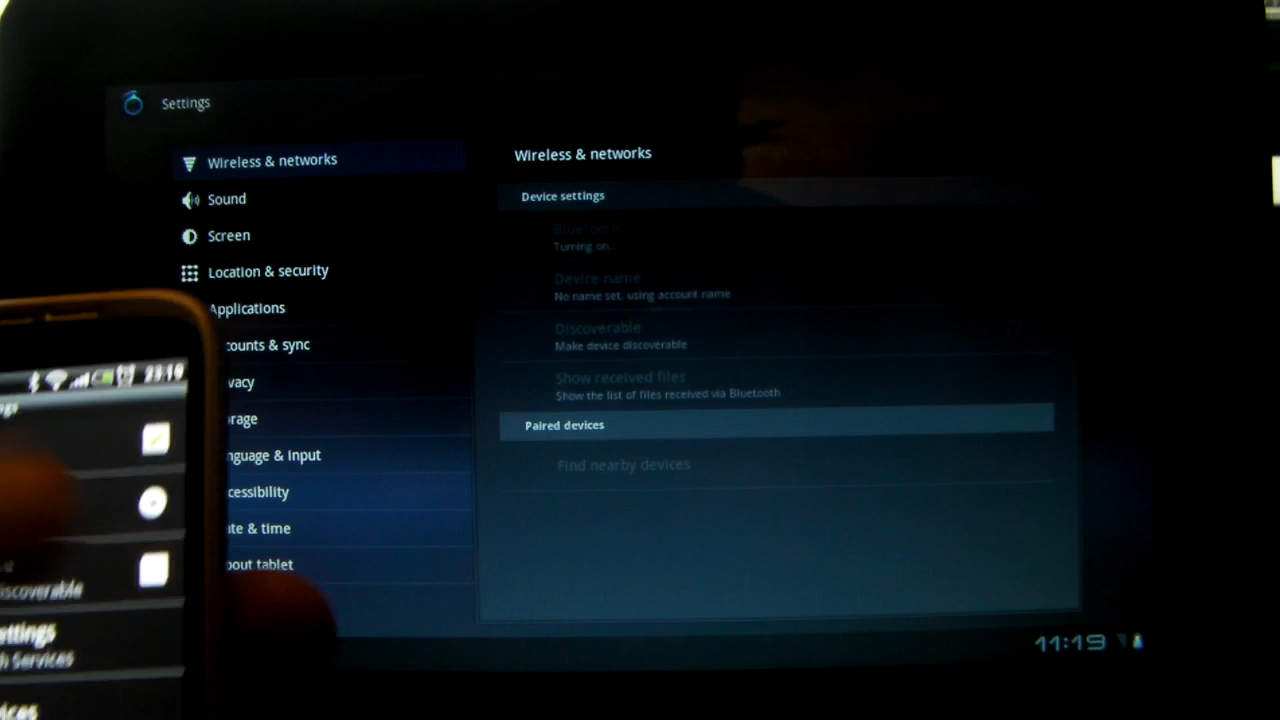 Settings
Wireless & networks
Sound
Screen
Location & security
Applications
counts & sync
vacy
rage
nguage & input
cessibility
te & time
bout tablet
Wireless & networks
Device settings
Bluetooth
Turning on...
Device name
No name set, using account name
Discoverable
Make device discoverable
Show received files
Show the list of files received via Bluetooth
Paired devices
Find nearby devices
11:19
23:19
iscoverable
ettings
h Services
ices